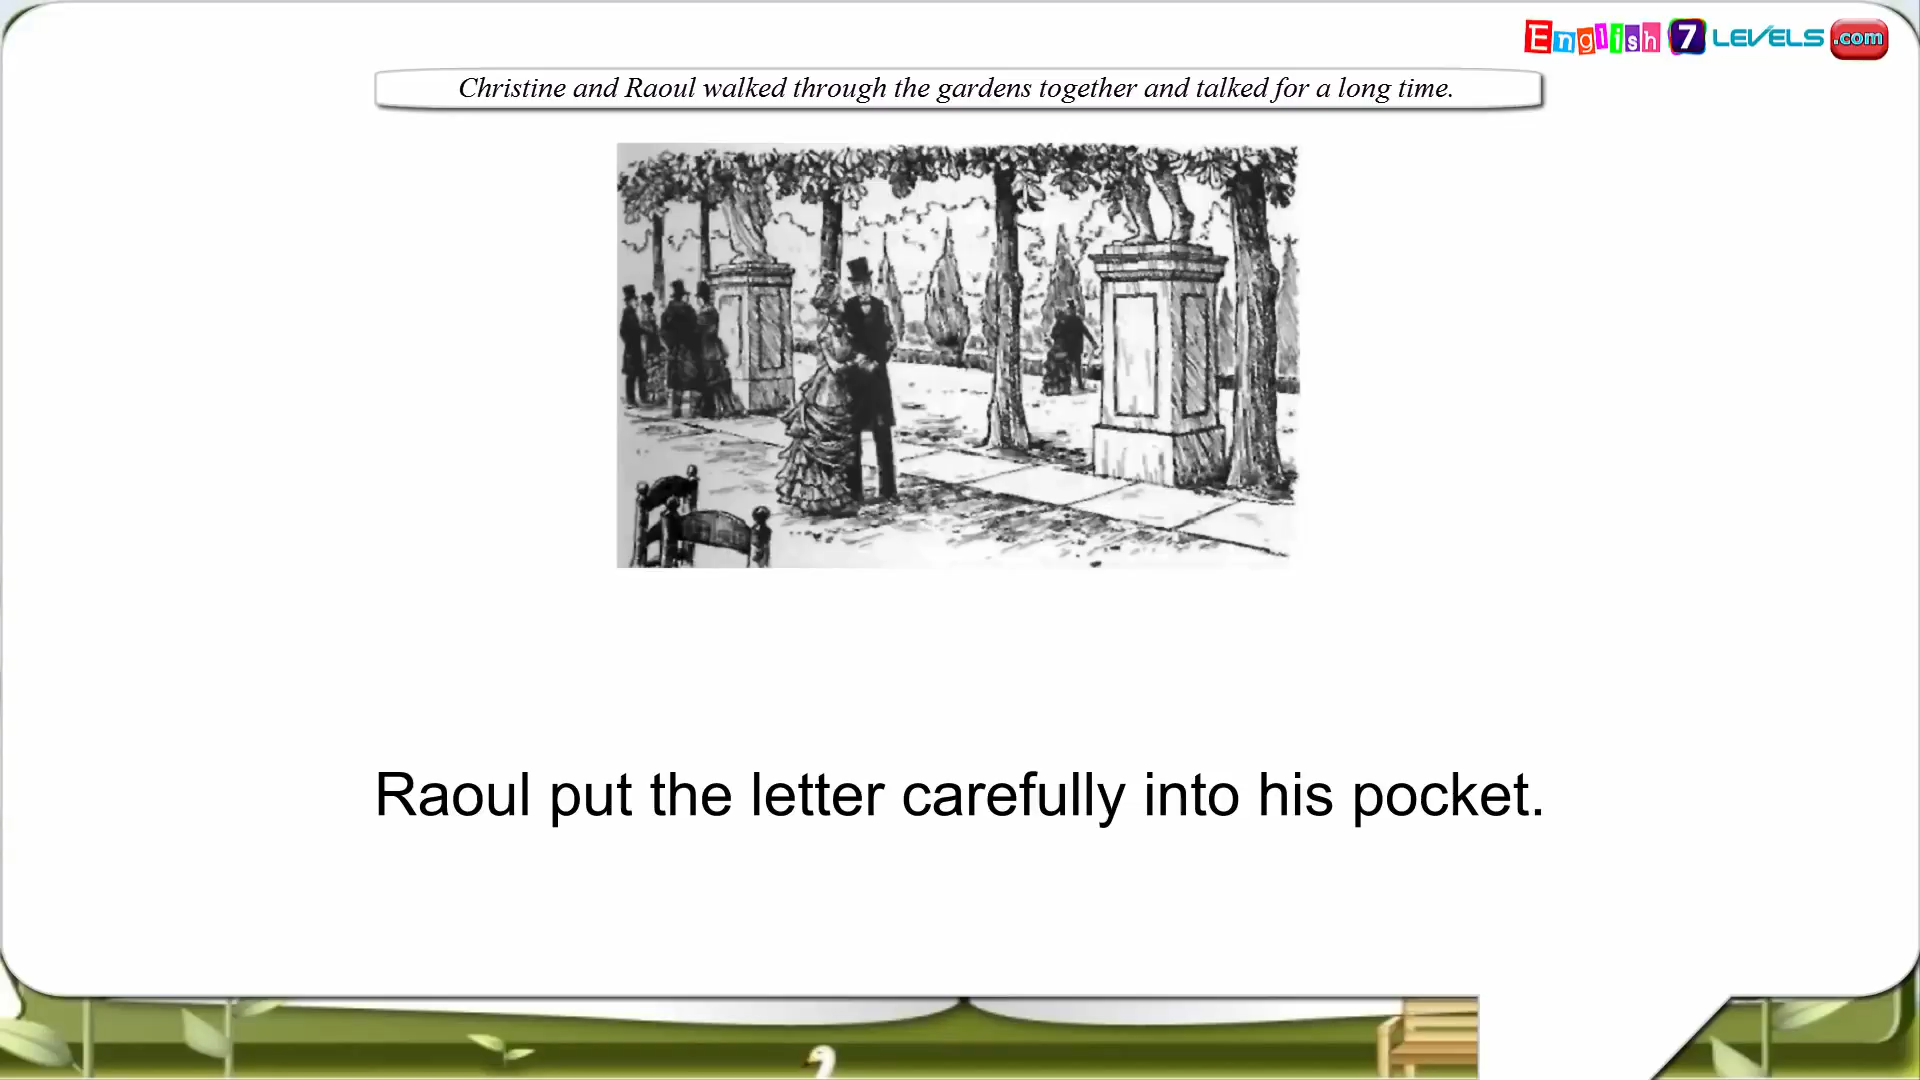 English 7 LEVELS .com
Christine and Raoul walked through the gardens together and talked for a long time.
Raoul put the letter carefully into his pocket.